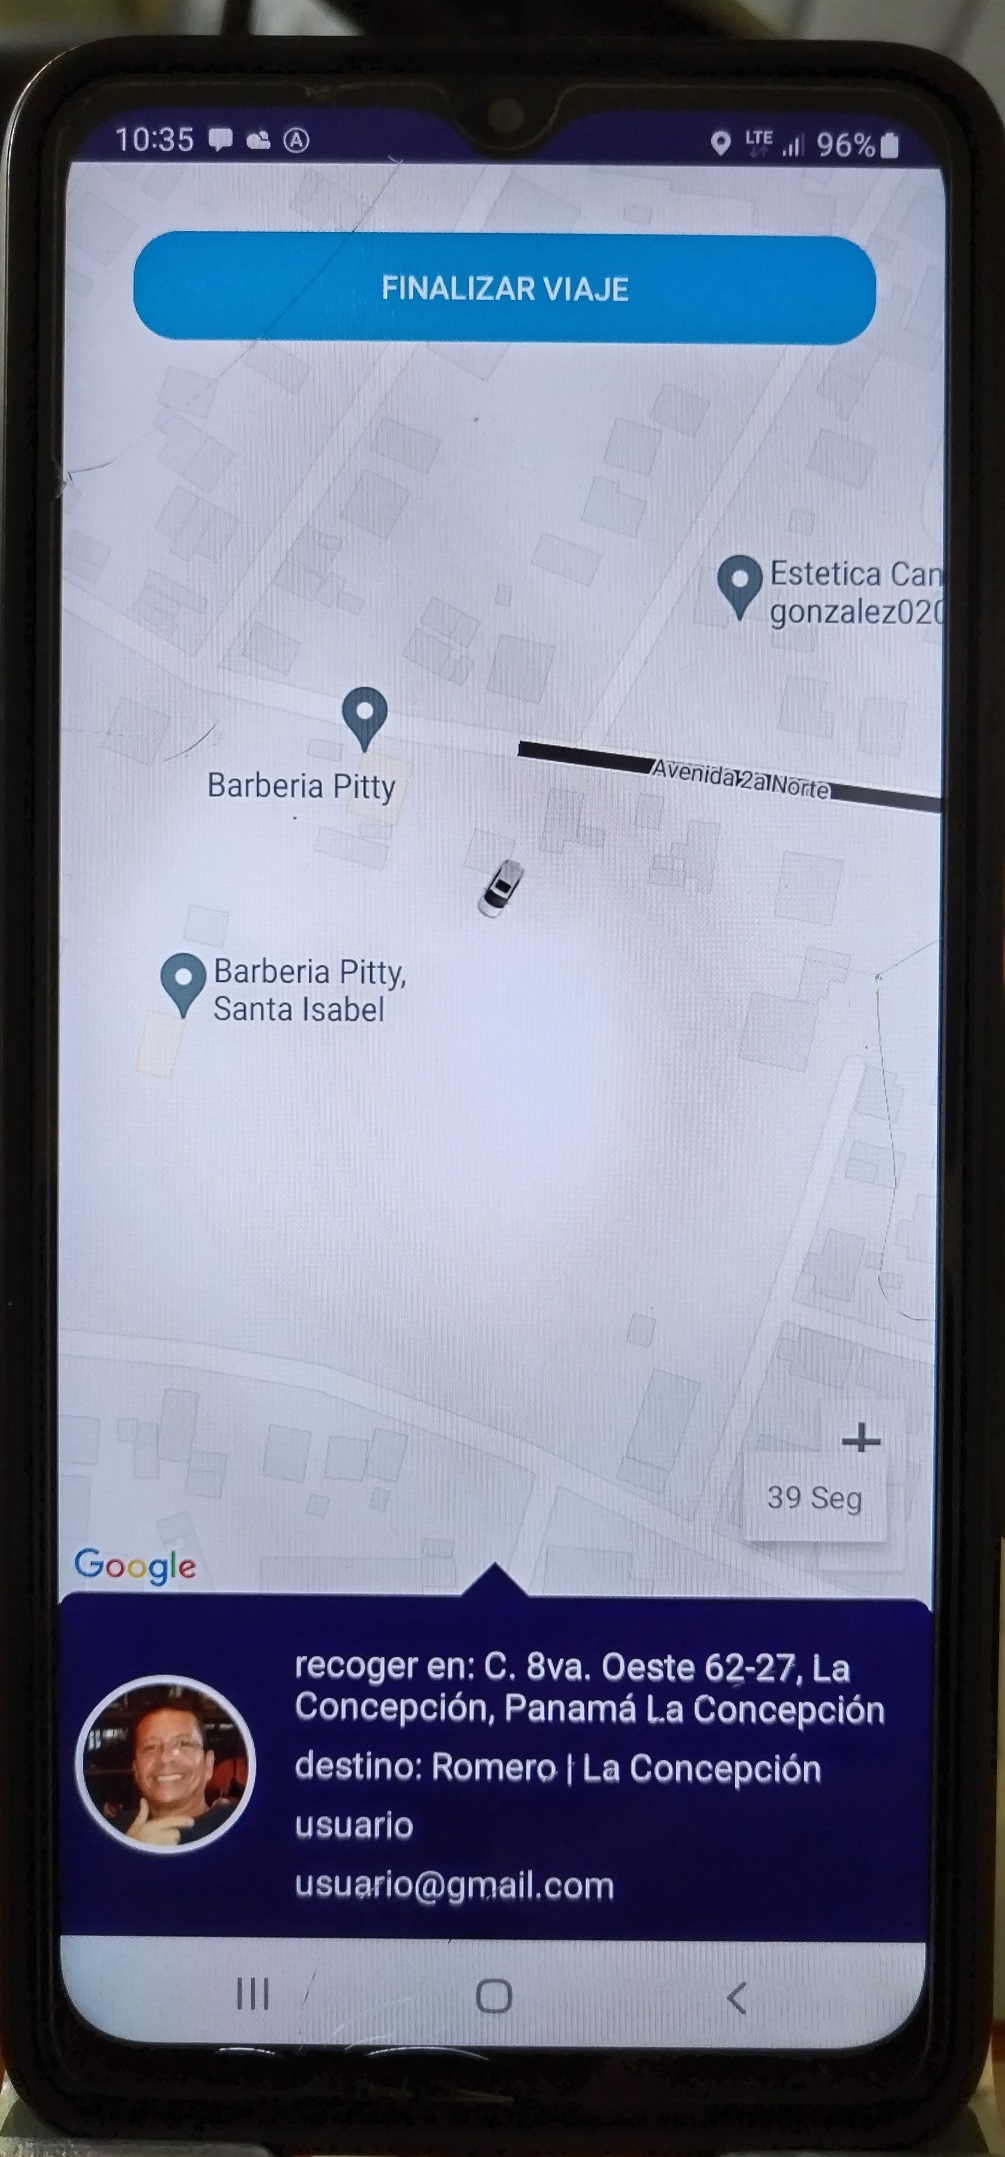 10:35 A LTE 96%
FINALIZAR VIAJE
Estetica Can
gonzalez020
Barberia Pitty
Avenida 2a Norte
Barberia Pitty,
Santa Isabel
39 Seg
Google
recoger en: C. 8va. Oeste 62-27, La
Concepción, Panamá La Concepción
destino: Romero | La Concepción
usuario
usuario@gmail.com